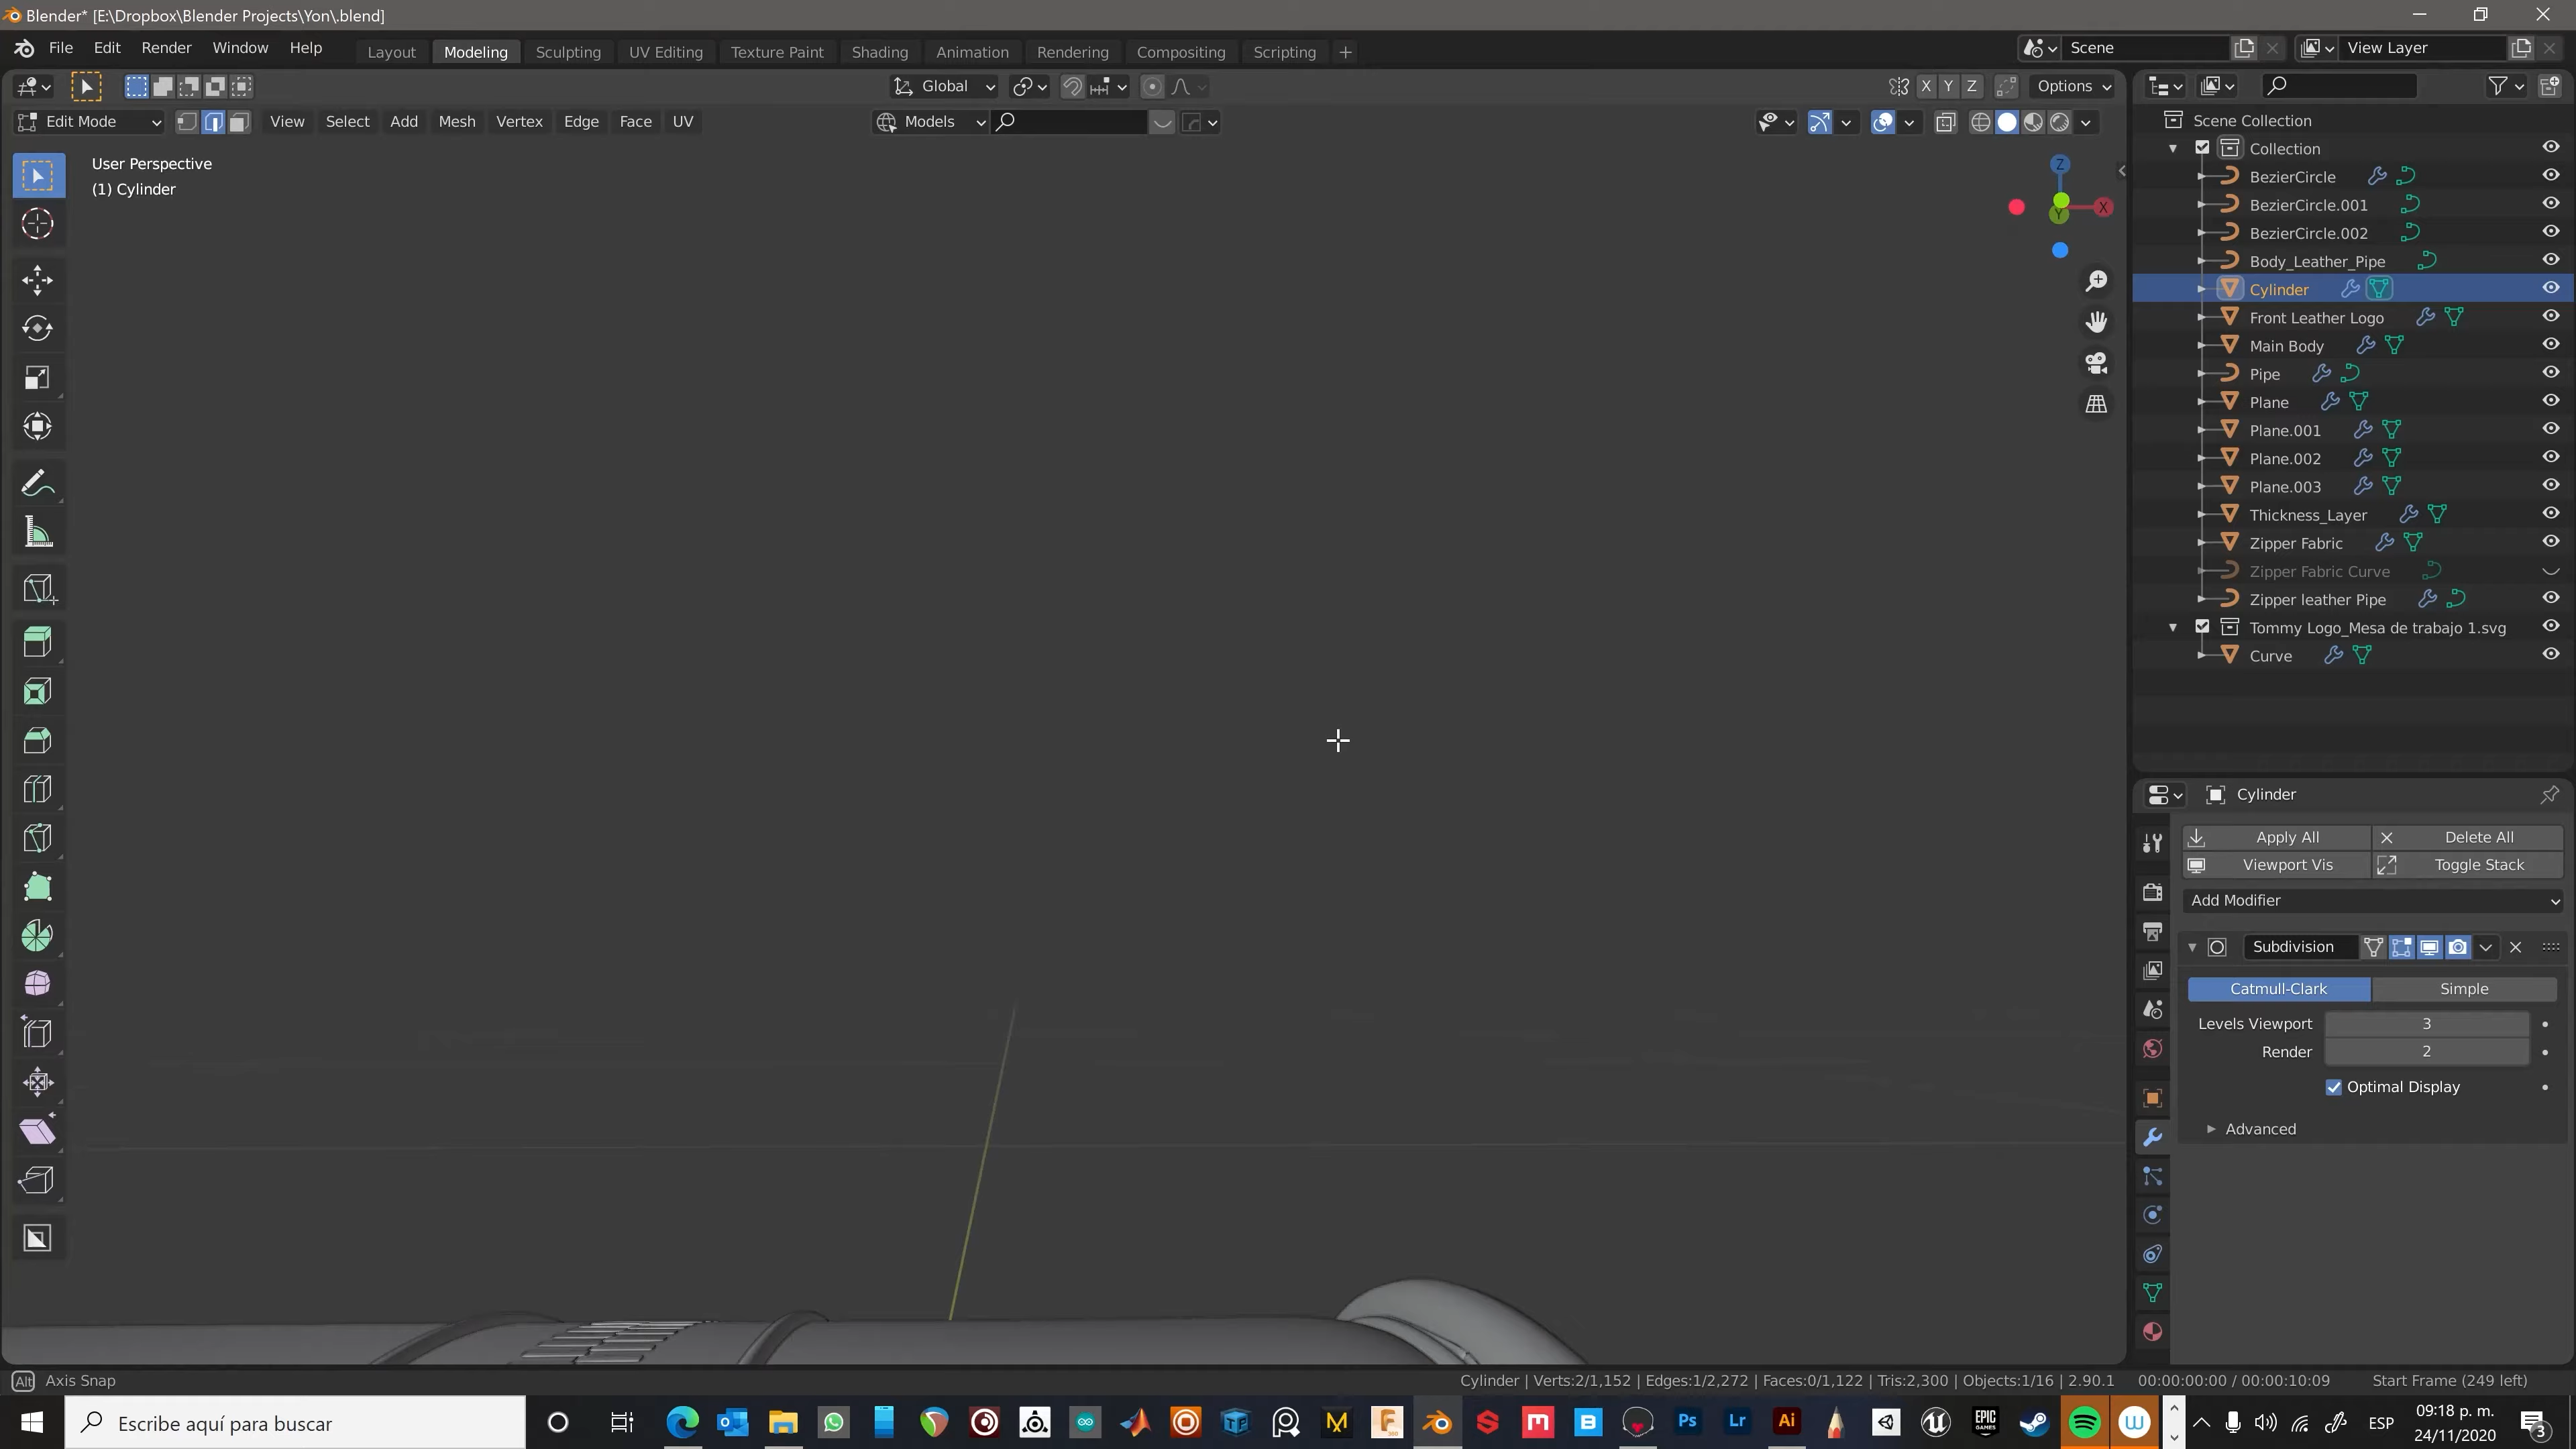 Blender* [E:\Dropbox\Blender Projects\Yon\.blend]
File Edit Render Window Help Layout Modeling Sculpting UV Editing Texture Paint Shading Animation Rendering Compositing Scripting + Scene View Layer
Global X Y Z Options
Edit Mode View Select Add Mesh Vertex Edge Face UV Models
User Perspective
(1) Cylinder
Z
X
Y
Scene Collection
Collection
BezierCircle
BezierCircle.001
BezierCircle.002
Body_Leather_Pipe
Cylinder
Front Leather Logo
Main Body
Pipe
Plane
Plane.001
Plane.002
Plane.003
Thickness_Layer
Zipper Fabric
Zipper Fabric Curve
Zipper leather Pipe
Tommy Logo_Mesa de trabajo 1.svg
Curve
Cylinder
Apply All Delete All
Viewport Vis Toggle Stack
Add Modifier
Subdivision
Catmull-Clark Simple
Levels Viewport 3
Render 2
Optimal Display
Advanced
Alt Axis Snap Cylinder | Verts:2/1,152 | Edges:1/2,272 | Faces:0/1,122 | Tris:2,300 | Objects:1/16 | 2.90.1 00:00:00:00 / 00:00:10:09 Start Frame (249 left)
Escribe aquí para buscar
Ps Lr Ai EPIC GAMES
ESP
09:18 p. m.
24/11/2020
3